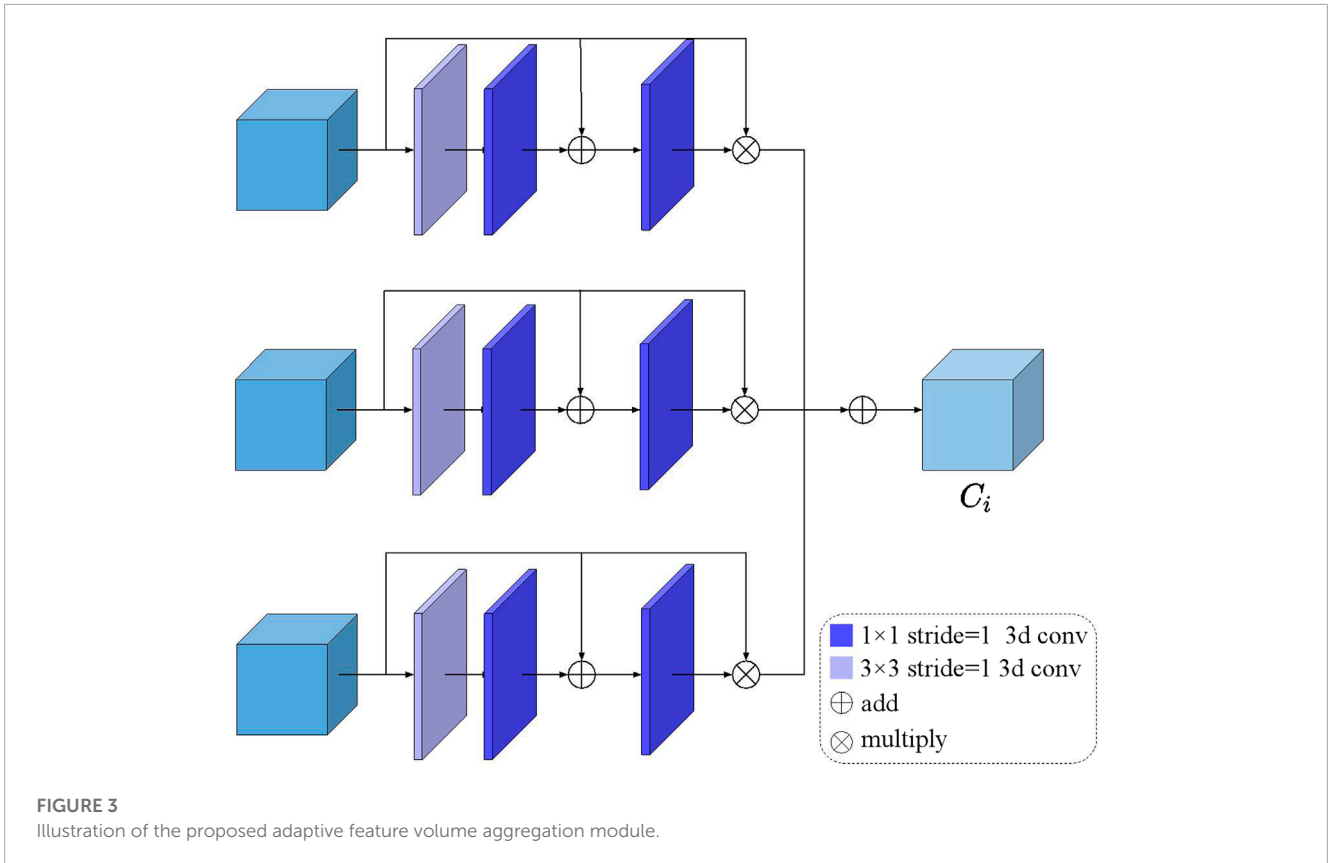 C_i
1×1 stride=1 3d conv
3×3 stride=1 3d conv
add
multiply
FIGURE 3
Illustration of the proposed adaptive feature volume aggregation module.